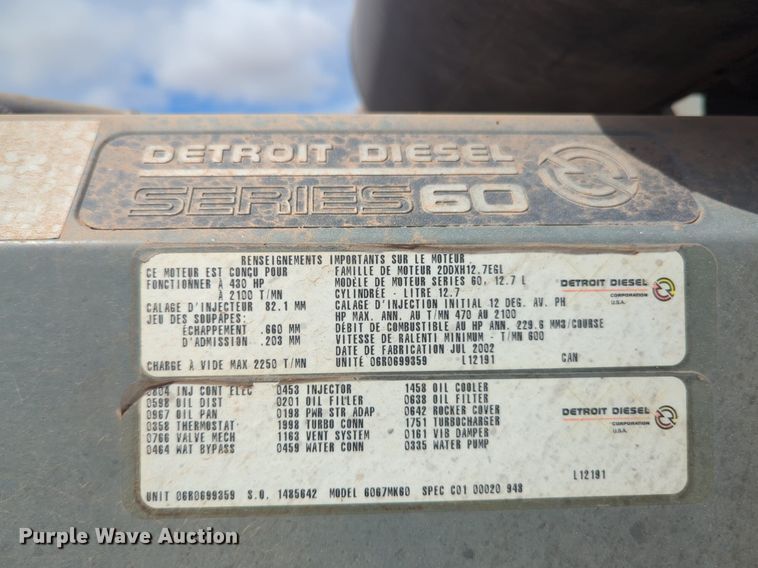 DETROIT DIESEL
SERIES 60
RENSEIGNEMENTS IMPORTANTS SUR LE MOTEUR
CE MOTEUR EST CONÇU POUR FAMILLE DE MOTEUR 2DDXH12.7EGL
FONCTIONNER À 430 HP MODÈLE DE MOTEUR SERIES 60, 12.7 L
À 2100 T/MN CYLINDRÉE - LITRE 12.7
CALAGE D'INJECTEUR 82.1 MM CALAGE D'INJECTION INITIAL 12 DEG. AV. PH
JEU DES SOUPAPES: HP MAX. ANN. AU T/MN 470 AU 2100
ÉCHAPPEMENT .660 MM DÉBIT DE COMBUSTIBLE AU HP ANN. 229.6 MM3/COURSE
D'ADMISSION .203 MM VITESSE DE RALENTI MINIMUM - T/MN 600
DATE DE FABRICATION JUL 2002
CHARGE À VIDE MAX 2250 T/MN UNITÉ 06R0699359 L12191 CAN
DETROIT DIESEL
CORPORATION
U.S.A.
0804 INJ CONT ELEC 0453 INJECTOR 1458 OIL COOLER
0598 OIL DIST 0201 OIL FILLER 0638 OIL FILTER
0967 OIL PAN 0198 PWR STR ADAP 0642 ROCKER COVER
0358 THERMOSTAT 1998 TURBO CONN 1751 TURBOCHARGER
0766 VALVE MECH 1163 VENT SYSTEM 0161 VIB DAMPER
0464 WAT BYPASS 0459 WATER CONN 0335 WATER PUMP
DETROIT DIESEL
CORPORATION
U.S.A.
L12191
UNIT 06R0699359 S.O. 1485642 MODEL 6067MK60 SPEC C01 00020 948
Purple Wave Auction